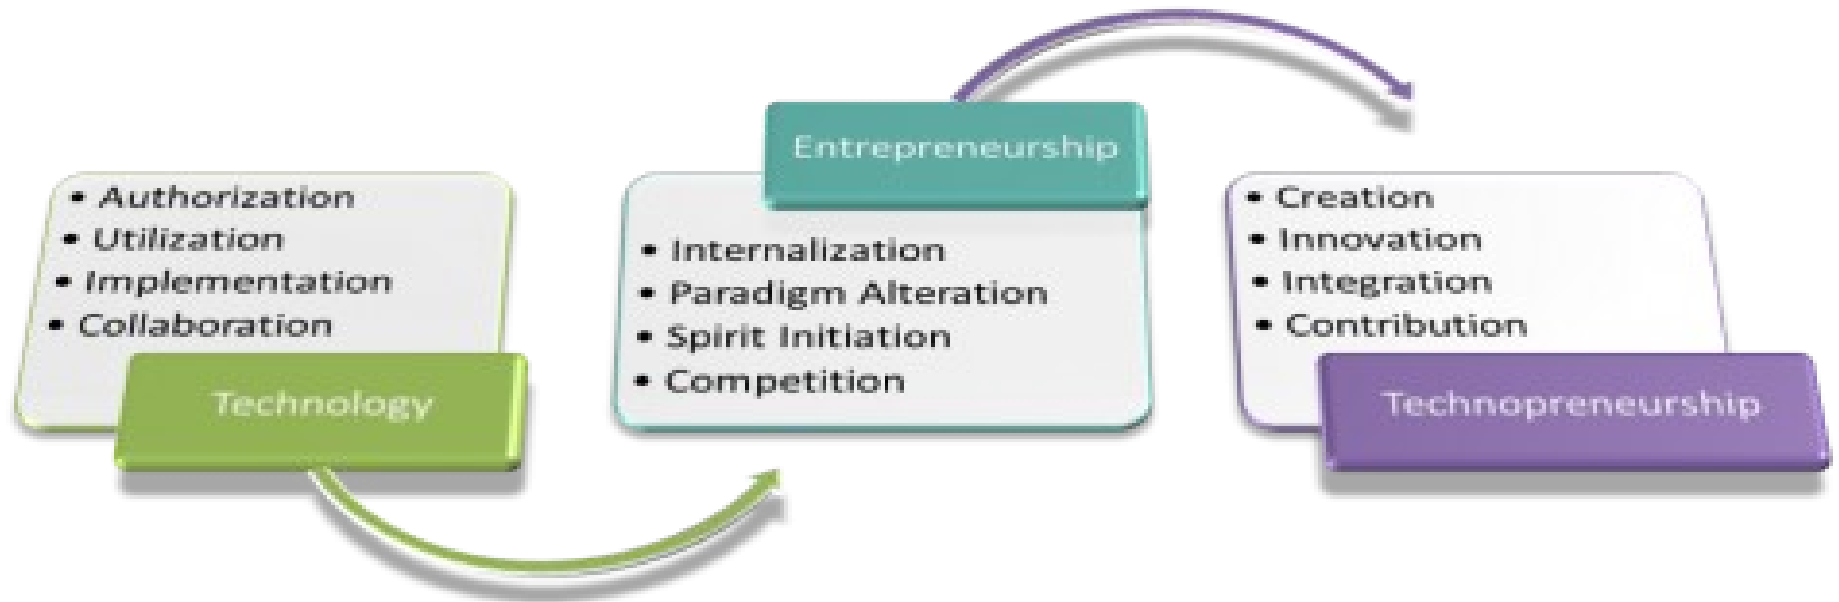 • Authorization
• Utilization
• Implementation
• Collaboration
Technology
Entrepreneurship
• Internalization
• Paradigm Alteration
• Spirit Initiation
• Competition
• Creation
• Innovation
• Integration
• Contribution
Technopreneurship